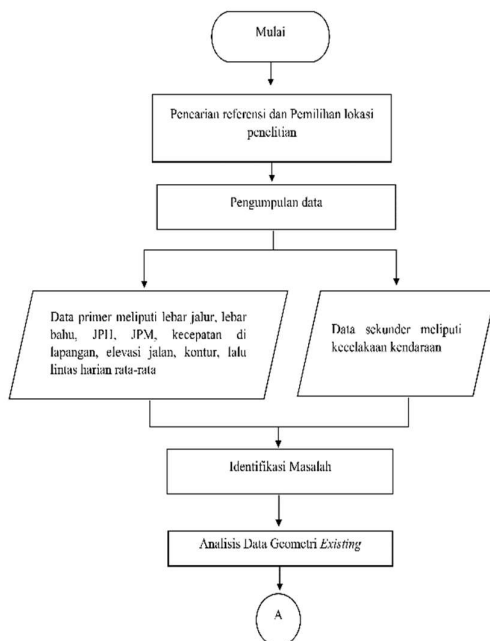 Mulai
Pencarian referensi dan Pemilihan lokasi
penelitian
Pengumpulan data
Data primer meliputi lebar jalur, lebar
bahu, JPH, JPM, kecepatan di
lapangan, elevasi jalan, kontur, lalu
lintas harian rata-rata
Data sekunder meliputi
kecelakaan kendaraan
Identifikasi Masalah
Analisis Data Geometri Existing
A